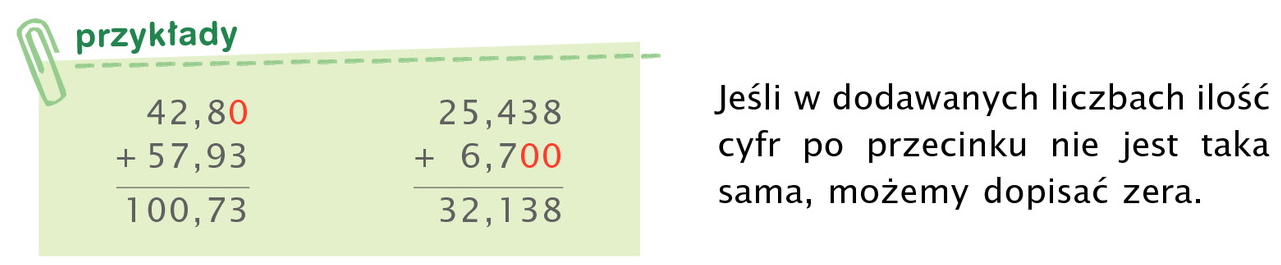 przykłady
42,80
+ 57,93
100,73
25,438
+ 6,700
32,138
Jeśli w dodawanych liczbach ilość
cyfr po przecinku nie jest taka
sama, możemy dopisać zera.